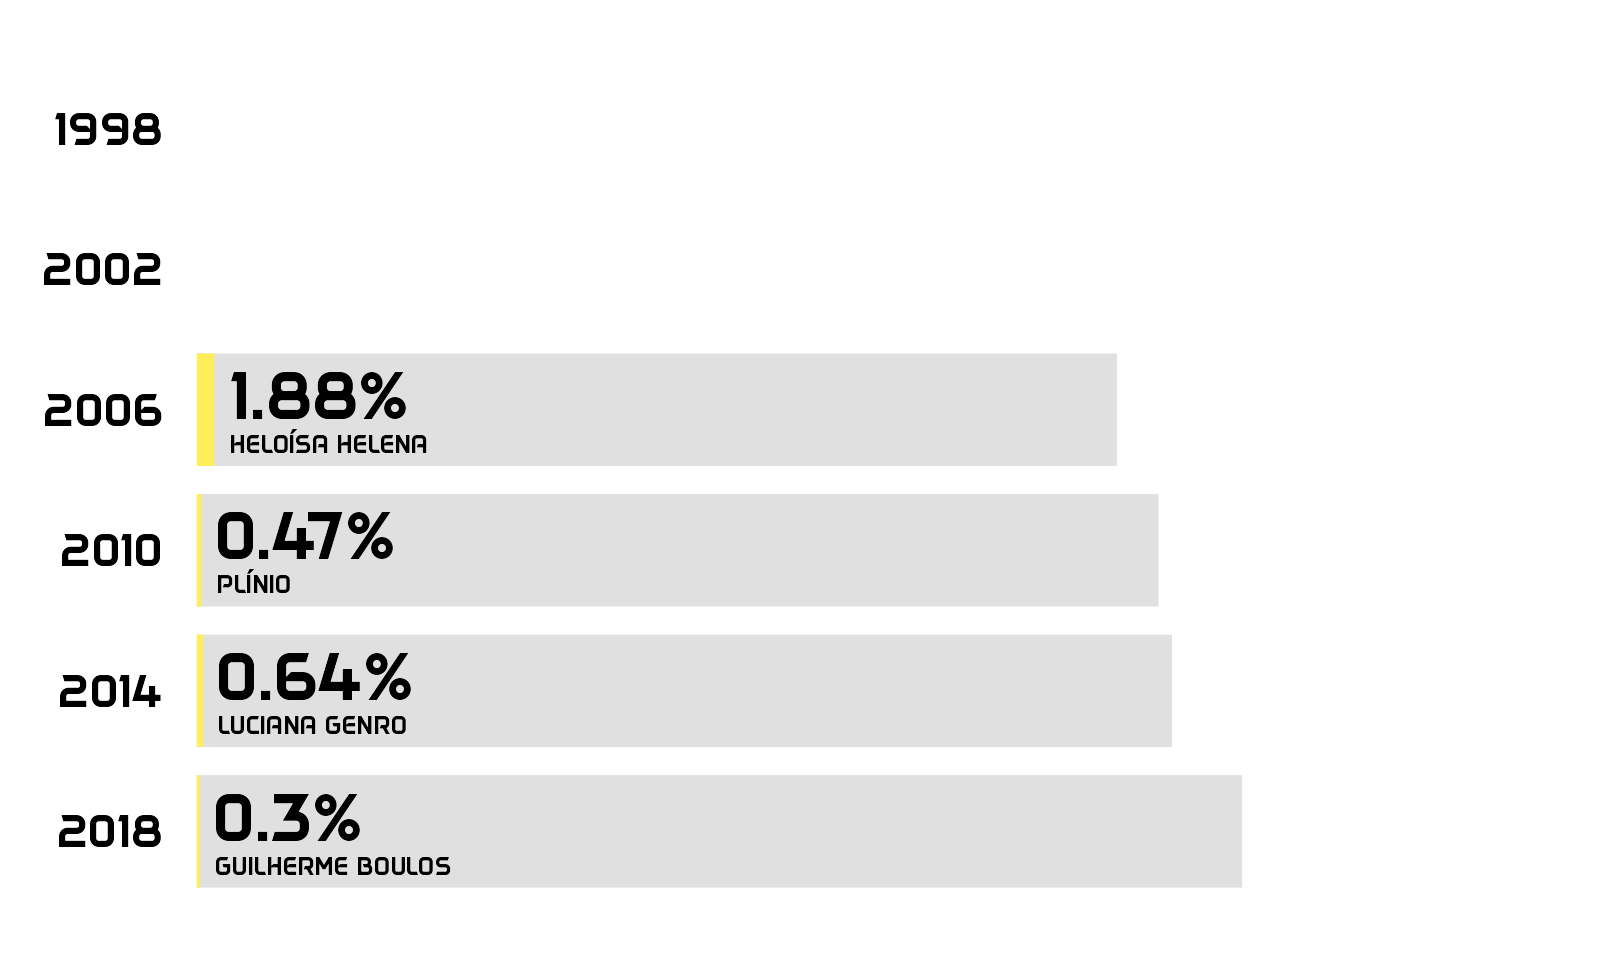 1998
2002
2006
1.88%
HELOÍSA HELENA
2010
0.47%
PLÍNIO
2014
0.64%
LUCIANA GENRO
2018
0.3%
GUILHERME BOULOS